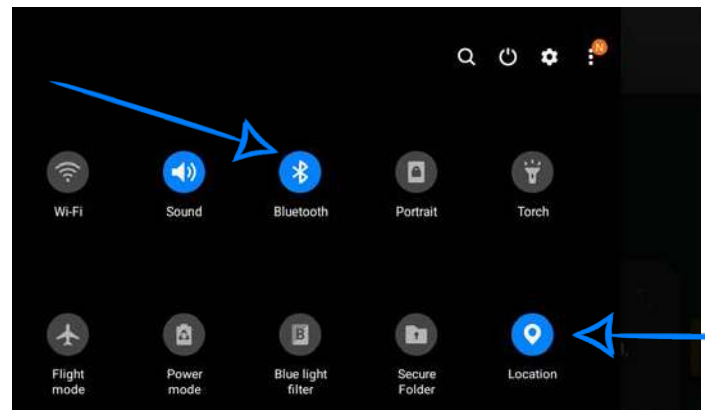 N
Wi-Fi
Sound
Bluetooth
Portrait
Torch
B
Flight
mode
Power
mode
Blue light
filter
Secure
Folder
Location